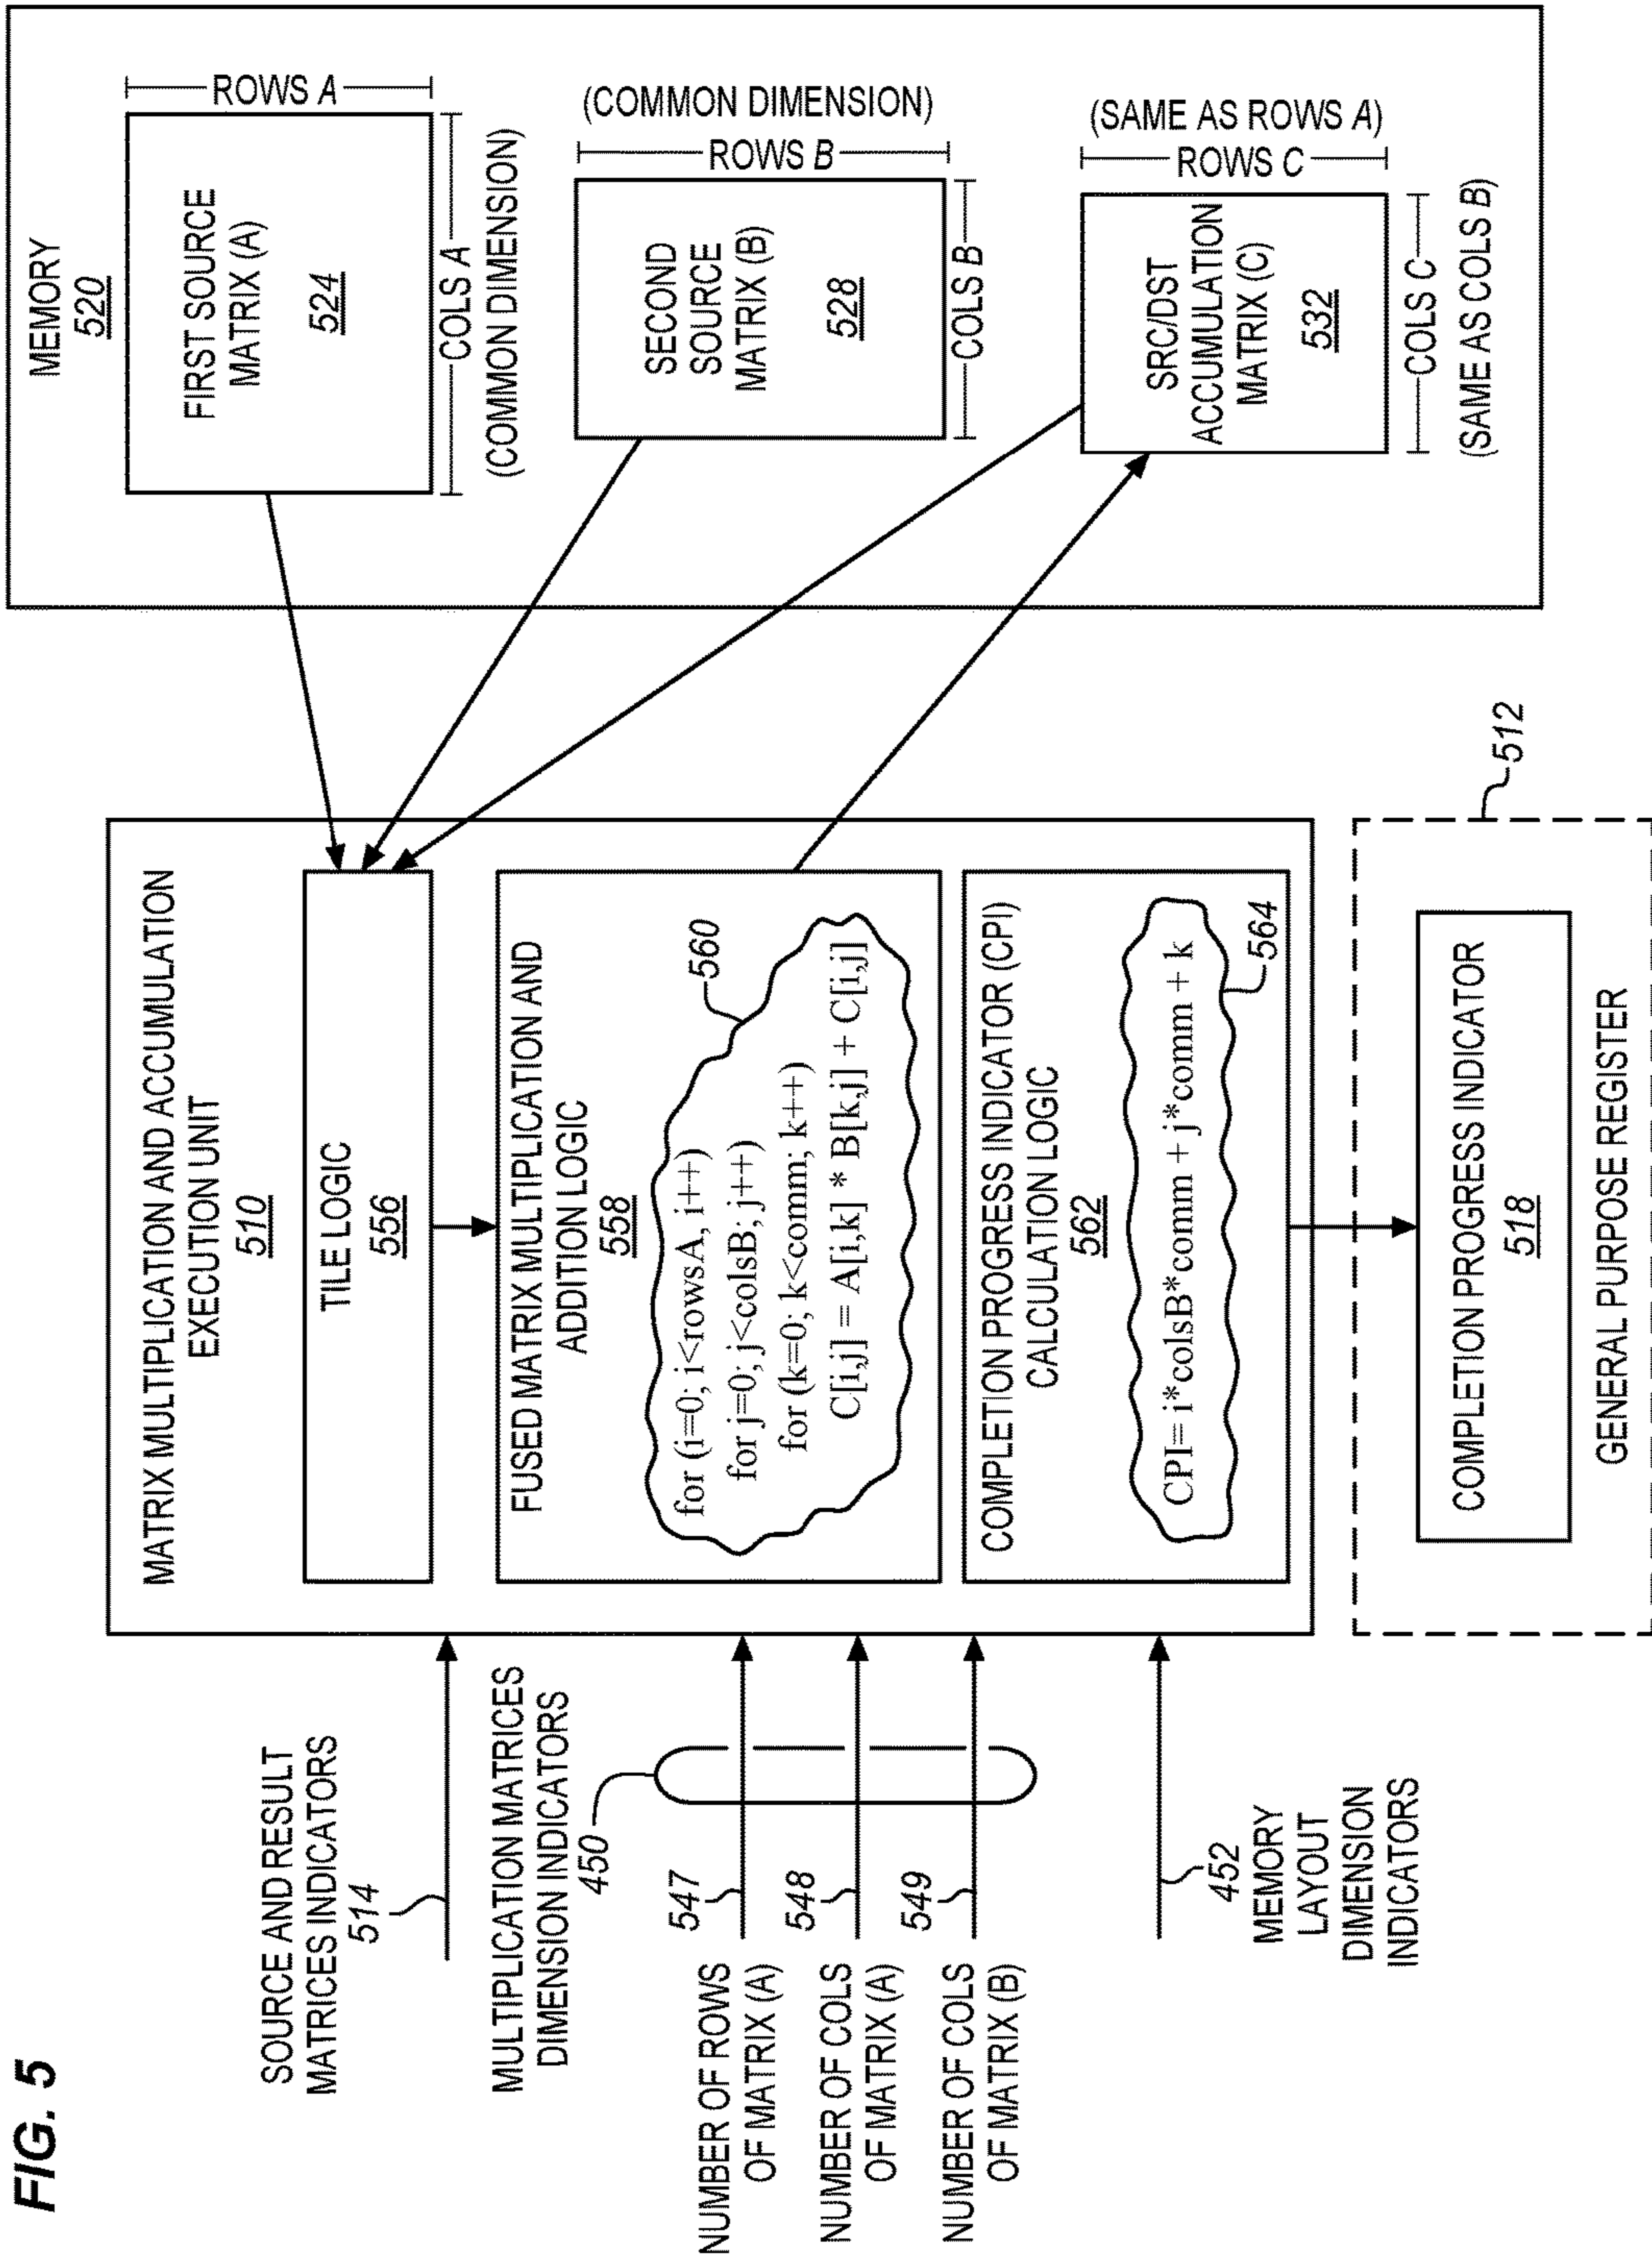 FIG. 5
SOURCE AND RESULT
MATRICES INDICATORS
514
MULTIPLICATION MATRICES
DIMENSION INDICATORS
450
NUMBER OF ROWS
OF MATRIX (A)
547
NUMBER OF COLS
OF MATRIX (A)
548
NUMBER OF COLS
OF MATRIX (B)
549
452
MEMORY
LAYOUT
DIMENSION
INDICATORS
MATRIX MULTIPLICATION AND ACCUMULATION
EXECUTION UNIT
510
TILE LOGIC
556
FUSED MATRIX MULTIPLICATION AND
ADDITION LOGIC
558
560
for (i=0; i<rowsA, i++)
for j=0; j<colsB; j++)
for (k=0; k<comm; k++)
C[i,j] = A[i,k] * B[k,j] + C[i,j]
COMPLETION PROGRESS INDICATOR (CPI)
CALCULATION LOGIC
562
CPI= i*colsB*comm + j*comm + k
564
512
COMPLETION PROGRESS INDICATOR
518
GENERAL PURPOSE REGISTER
MEMORY
520
FIRST SOURCE
MATRIX (A)
524
ROWS A
COLS A
(COMMON DIMENSION)
SECOND
SOURCE
MATRIX (B)
528
(COMMON DIMENSION)
ROWS B
COLS B
SRC/DST
ACCUMULATION
MATRIX (C)
532
(SAME AS ROWS A)
ROWS C
COLS C
(SAME AS COLS B)